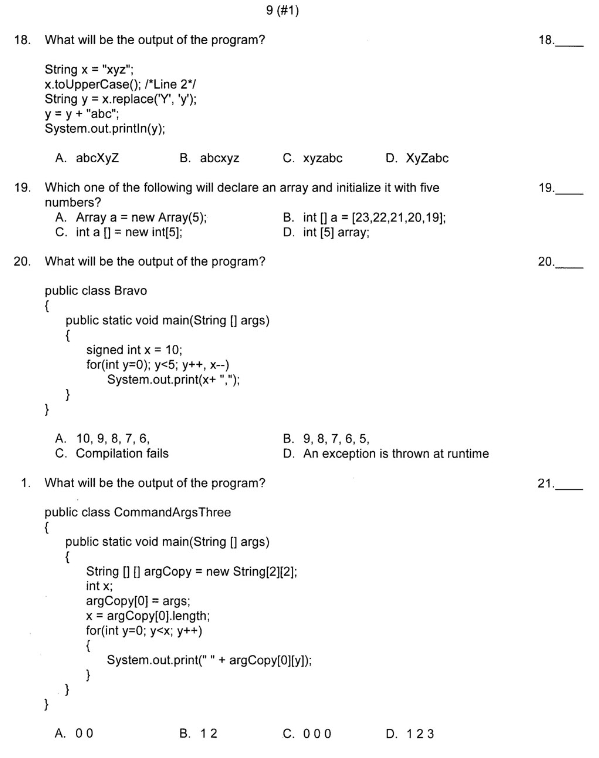 9 (#1)
18. What will be the output of the program? 18.____
String x = "xyz";
x.toUpperCase(); /*Line 2*/
String y = x.replace('Y', 'y');
y = y + "abc";
System.out.println(y);
A. abcXyZ B. abcxyz C. xyzabc D. XyZabc
19. Which one of the following will declare an array and initialize it with five 19.____
numbers?
A. Array a = new Array(5); B. int [] a = [23,22,21,20,19];
C. int a [] = new int[5]; D. int [5] array;
20. What will be the output of the program? 20.____
public class Bravo
{
public static void main(String [] args)
{
signed int x = 10;
for(int y=0); y<5; y++, x--)
System.out.print(x+ ",");
}
}
A. 10, 9, 8, 7, 6, B. 9, 8, 7, 6, 5,
C. Compilation fails D. An exception is thrown at runtime
1. What will be the output of the program? 21.____
public class CommandArgsThree
{
public static void main(String [] args)
{
String [] [] argCopy = new String[2][2];
int x;
argCopy[0] = args;
x = argCopy[0].length;
for(int y=0; y<x; y++)
{
System.out.print(" " + argCopy[0][y]);
}
}
}
A. 0 0 B. 1 2 C. 0 0 0 D. 1 2 3